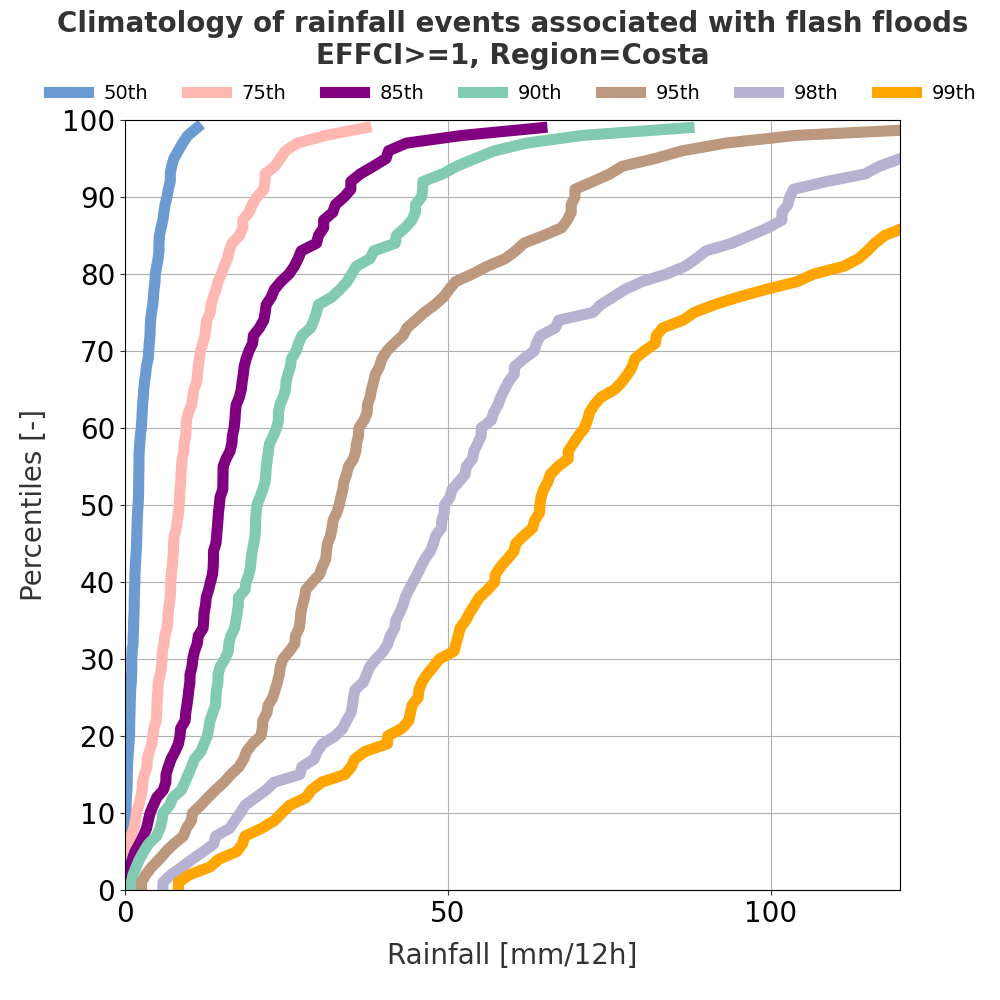 Climatology of rainfall events associated with flash floods
EFFCI>=1, Region=Costa
50th 75th 85th 90th 95th 98th 99th
100
90
80
70
60
50
40
30
20
10
0
Percentiles [-]
0 50 100
Rainfall [mm/12h]